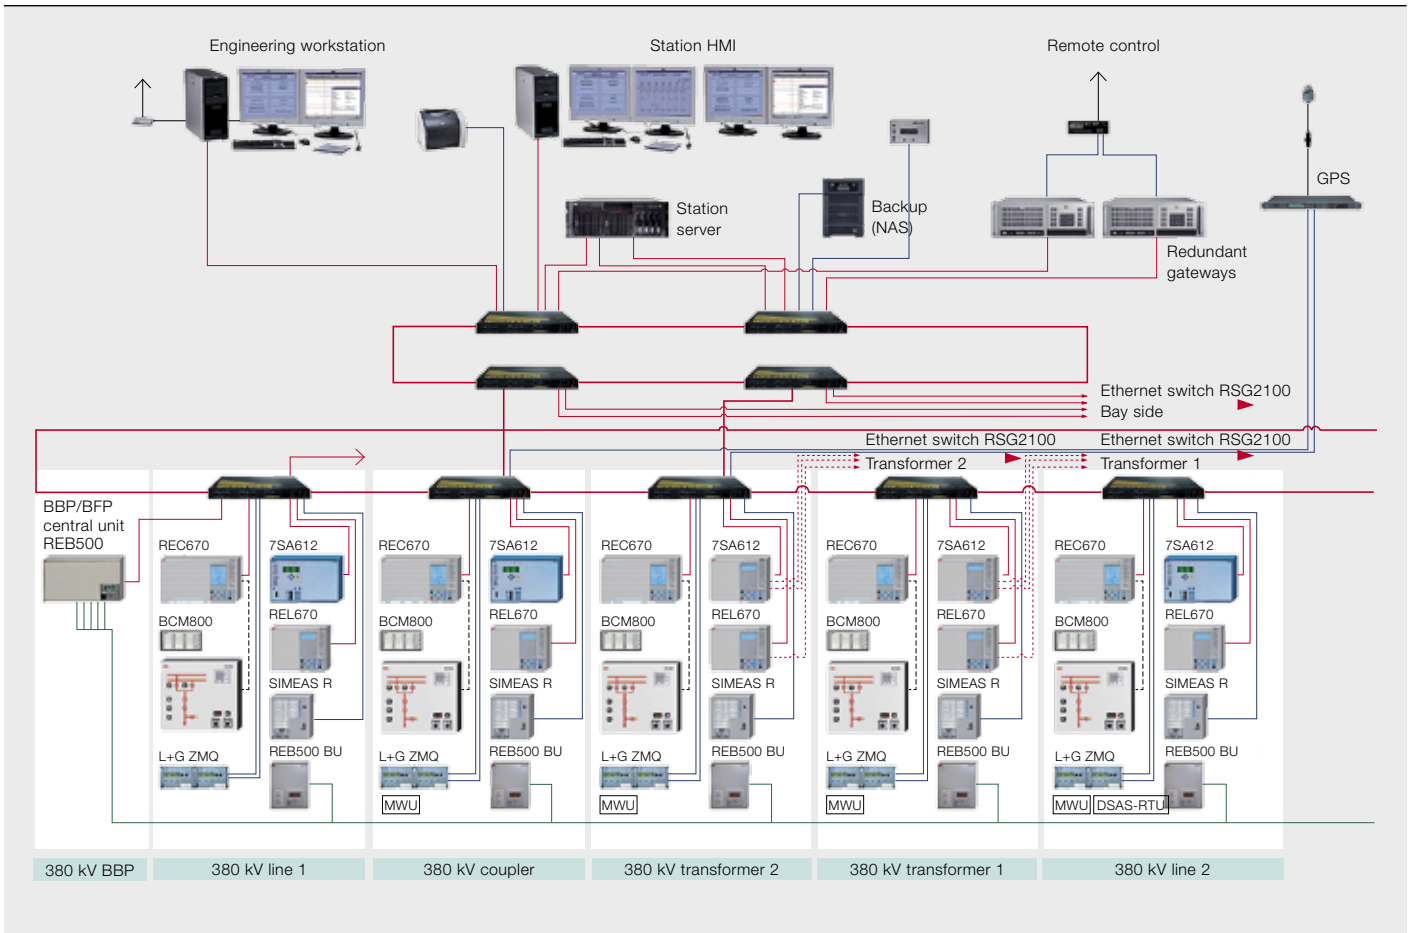 Engineering workstation
Station HMI
Remote control
GPS
Station
server
Backup
(NAS)
Redundant
gateways
Ethernet switch RSG2100
Bay side
Ethernet switch RSG2100
Transformer 2
Ethernet switch RSG2100
Transformer 1
BBP/BFP
central unit
REB500
REC670
7SA612
BCM800
REL670
SIMEAS R
L+G ZMQ
REB500 BU
REC670
7SA612
BCM800
REL670
SIMEAS R
L+G ZMQ
REB500 BU
MWU
REC670
7SA612
BCM800
REL670
SIMEAS R
L+G ZMQ
REB500 BU
MWU
REC670
7SA612
BCM800
REL670
SIMEAS R
L+G ZMQ
REB500 BU
MWU
REC670
7SA612
BCM800
REL670
SIMEAS R
L+G ZMQ
REB500 BU
MWU
DSAS-RTU
380 kV BBP
380 kV line 1
380 kV coupler
380 kV transformer 2
380 kV transformer 1
380 kV line 2